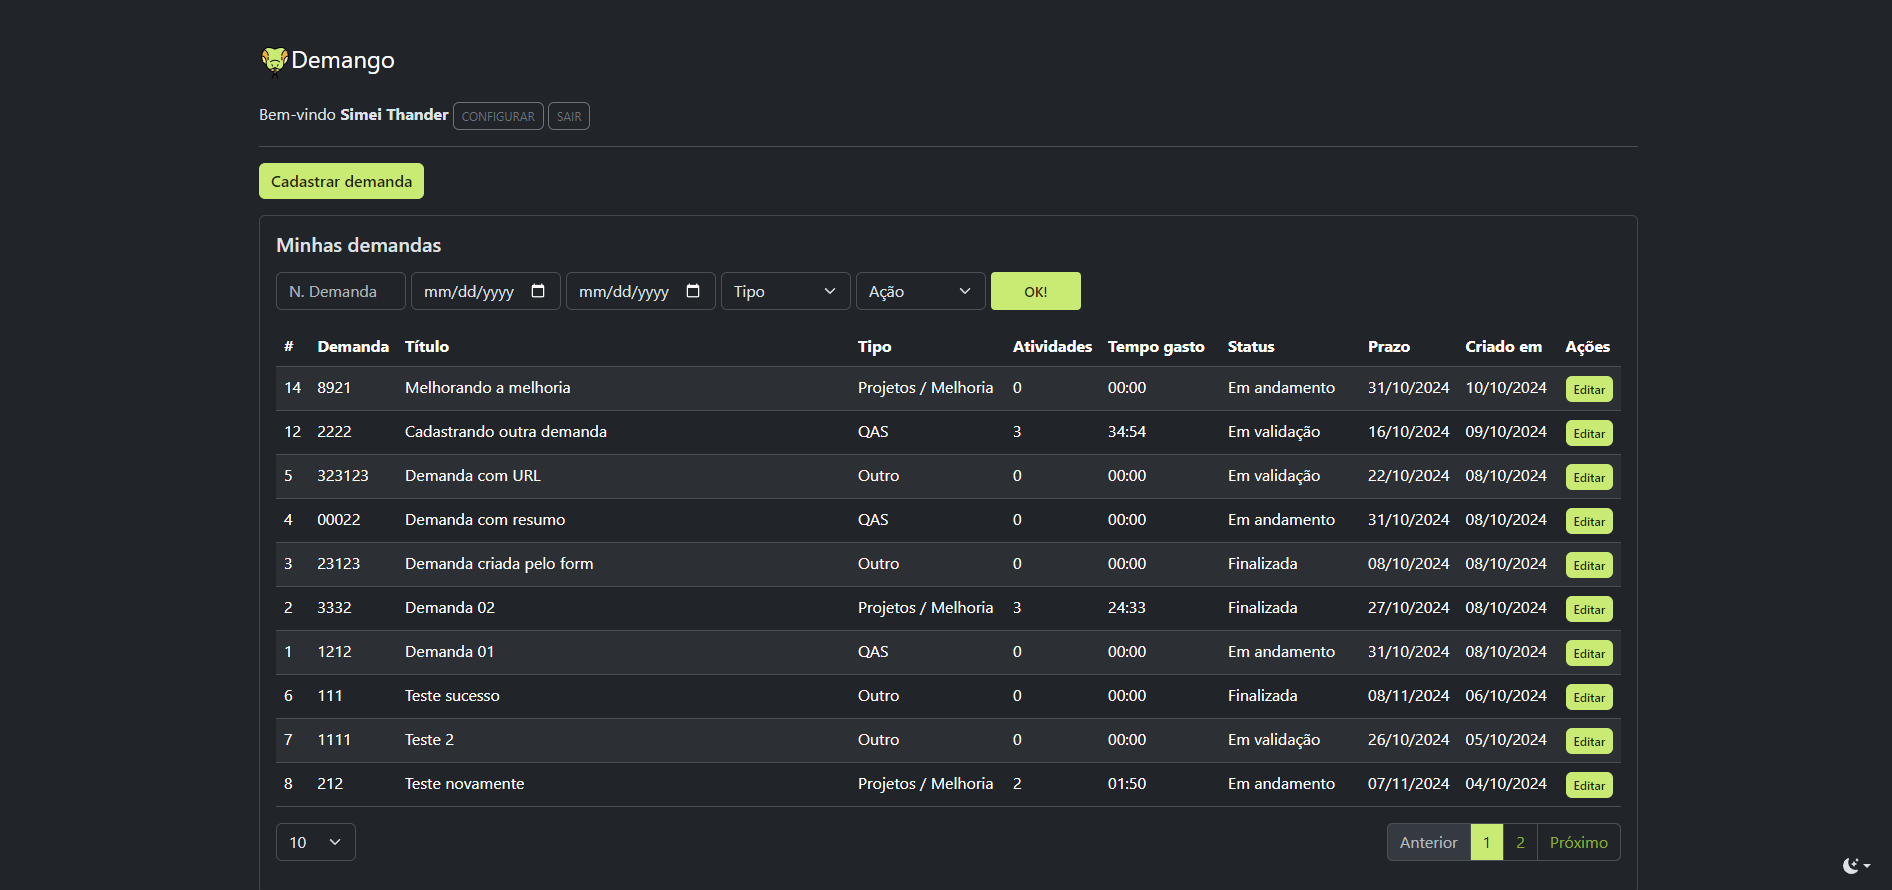 Demango
Bem-vindo Simei Thander CONFIGURAR SAIR
Cadastrar demanda
Minhas demandas
N. Demanda mm/dd/yyyy mm/dd/yyyy Tipo Ação OK!
# Demanda Título Tipo Atividades Tempo gasto Status Prazo Criado em Ações
14 8921 Melhorando a melhoria Projetos / Melhoria 0 00:00 Em andamento 31/10/2024 10/10/2024 Editar
12 2222 Cadastrando outra demanda QAS 3 34:54 Em validação 16/10/2024 09/10/2024 Editar
5 323123 Demanda com URL Outro 0 00:00 Em validação 22/10/2024 08/10/2024 Editar
4 00022 Demanda com resumo QAS 0 00:00 Em andamento 31/10/2024 08/10/2024 Editar
3 23123 Demanda criada pelo form Outro 0 00:00 Finalizada 08/10/2024 08/10/2024 Editar
2 3332 Demanda 02 Projetos / Melhoria 3 24:33 Finalizada 27/10/2024 08/10/2024 Editar
1 1212 Demanda 01 QAS 0 00:00 Em andamento 31/10/2024 08/10/2024 Editar
6 111 Teste sucesso Outro 0 00:00 Finalizada 08/11/2024 06/10/2024 Editar
7 1111 Teste 2 Outro 0 00:00 Em validação 26/10/2024 05/10/2024 Editar
8 212 Teste novamente Projetos / Melhoria 2 01:50 Em andamento 07/11/2024 04/10/2024 Editar
10 Anterior 1 2 Próximo